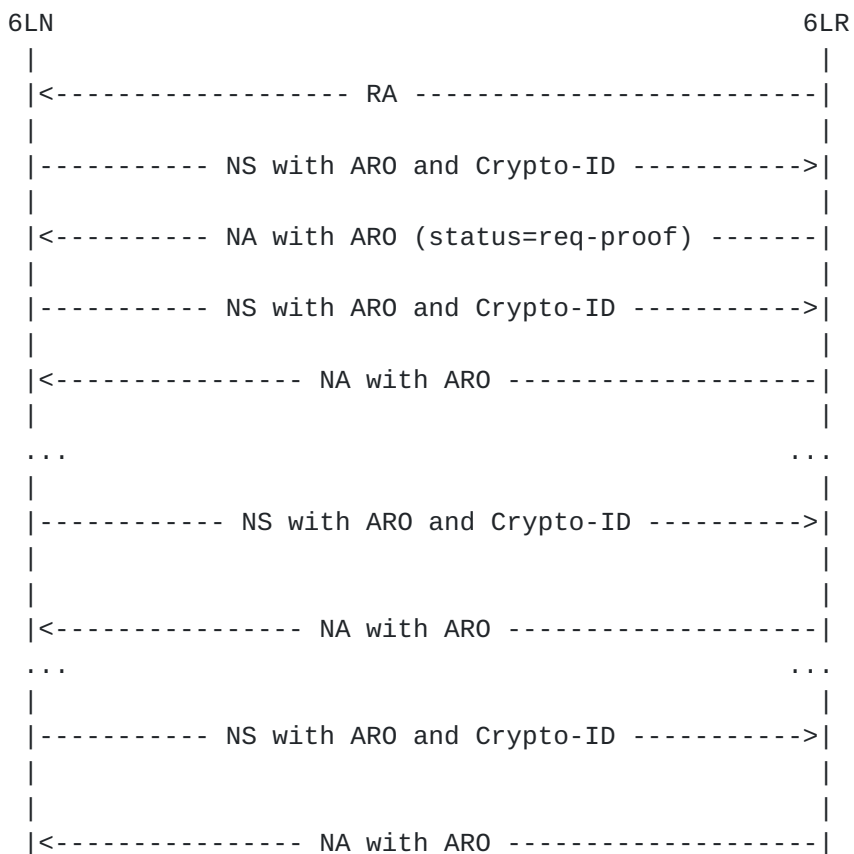 6LN                                                6LR
 |                                                  |
 |<------------------- RA --------------------------|
 |                                                  |
 |----------- NS with ARO and Crypto-ID ----------->|
 |                                                  |
 |<---------- NA with ARO (status=req-proof) -------|
 |                                                  |
 |----------- NS with ARO and Crypto-ID ----------->|
 |                                                  |
 |<---------------- NA with ARO --------------------|
 |                                                  |
 ...                                              ...
 |                                                  |
 |------------ NS with ARO and Crypto-ID ---------->|
 |                                                  |
 |                                                  |
 |<---------------- NA with ARO --------------------|
 ...                                              ...
 |                                                  |
 |----------- NS with ARO and Crypto-ID ----------->|
 |                                                  |
 |                                                  |
 |<---------------- NA with ARO --------------------|